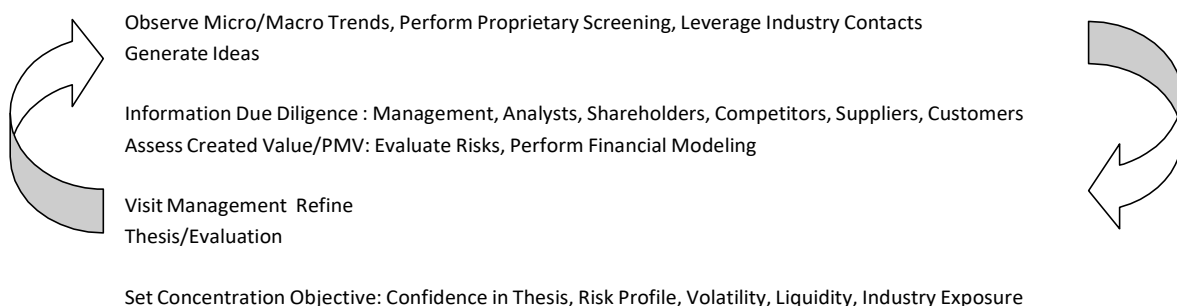 Observe Micro/Macro Trends, Perform Proprietary Screening, Leverage Industry Contacts
Generate Ideas
Information Due Diligence : Management, Analysts, Shareholders, Competitors, Suppliers, Customers
Assess Created Value/PMV: Evaluate Risks, Perform Financial Modeling
Visit Management Refine
Thesis/Evaluation
Set Concentration Objective: Confidence in Thesis, Risk Profile, Volatility, Liquidity, Industry Exposure